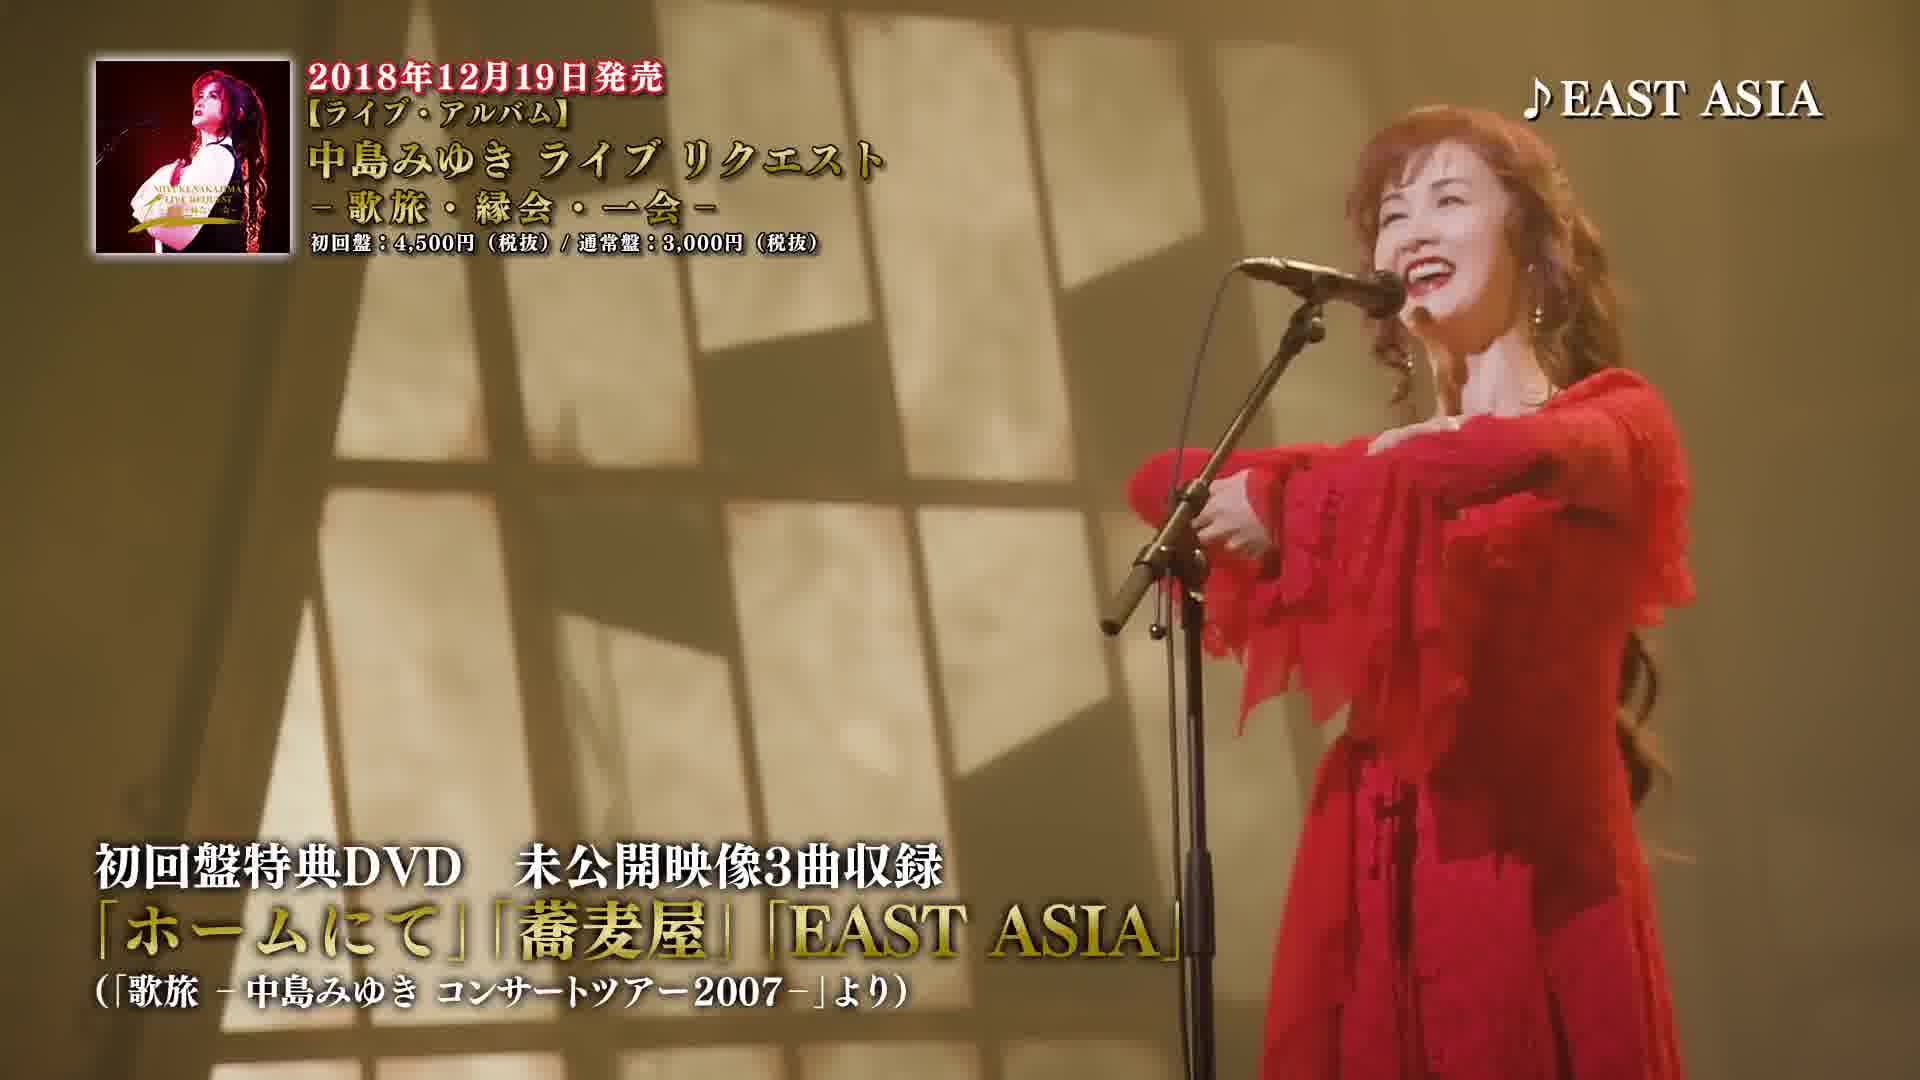 2018年12月19日発売
【ライブ・アルバム】
中島みゆき ライブ リクエスト
－歌旅・縁会・一会－
初回盤：4,500円（税抜）/ 通常盤：3,000円（税抜）
♪EAST ASIA
MIYUKI NAKAJIMA
LIVE REQUEST
初回盤特典DVD　未公開映像3曲収録
「ホームにて」「蕎麦屋」「EAST ASIA」
（「歌旅 －中島みゆき コンサートツアー2007－」より）